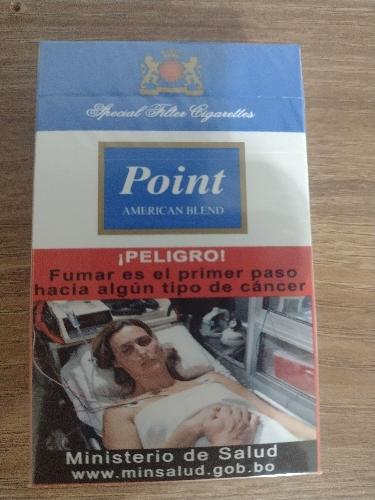 Special Filter Cigarettes
Point
AMERICAN BLEND
¡PELIGRO!
Fumar es el primer paso
hacia algún tipo de cáncer
Ministerio de Salud
www.minsalud.gob.bo